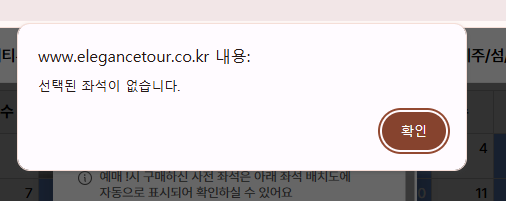 www.elegancetour.co.kr 내용:
선택된 좌석이 없습니다.
확인
4
예매 !시 구매하신 사전 좌석은 아래 좌석 배치도에
자동으로 표시되어 확인하실 수 있어요
7